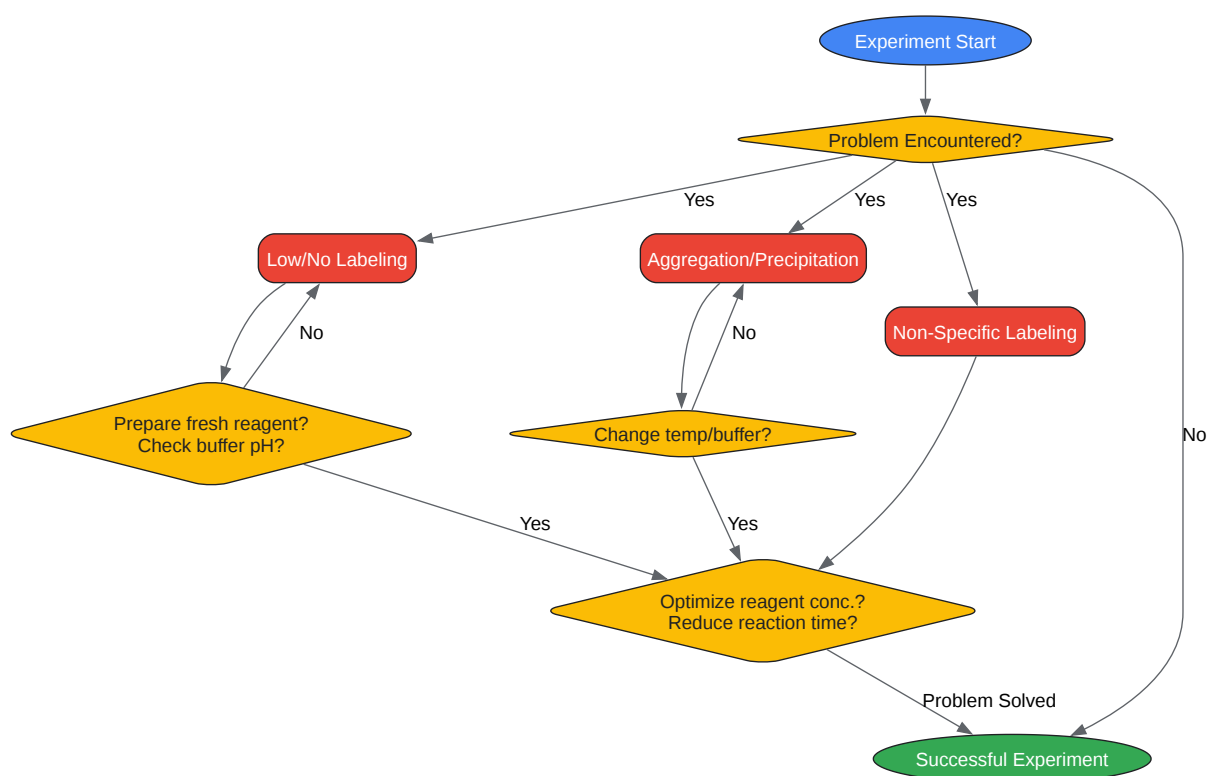 Experiment Start
Problem Encountered?
Yes
Yes
Yes
Low/No Labeling
Aggregation/Precipitation
Non-Specific Labeling
No
No
Prepare fresh reagent?
Check buffer pH?
Change temp/buffer?
No
Yes
Yes
Optimize reagent conc.?
Reduce reaction time?
Problem Solved
Successful Experiment